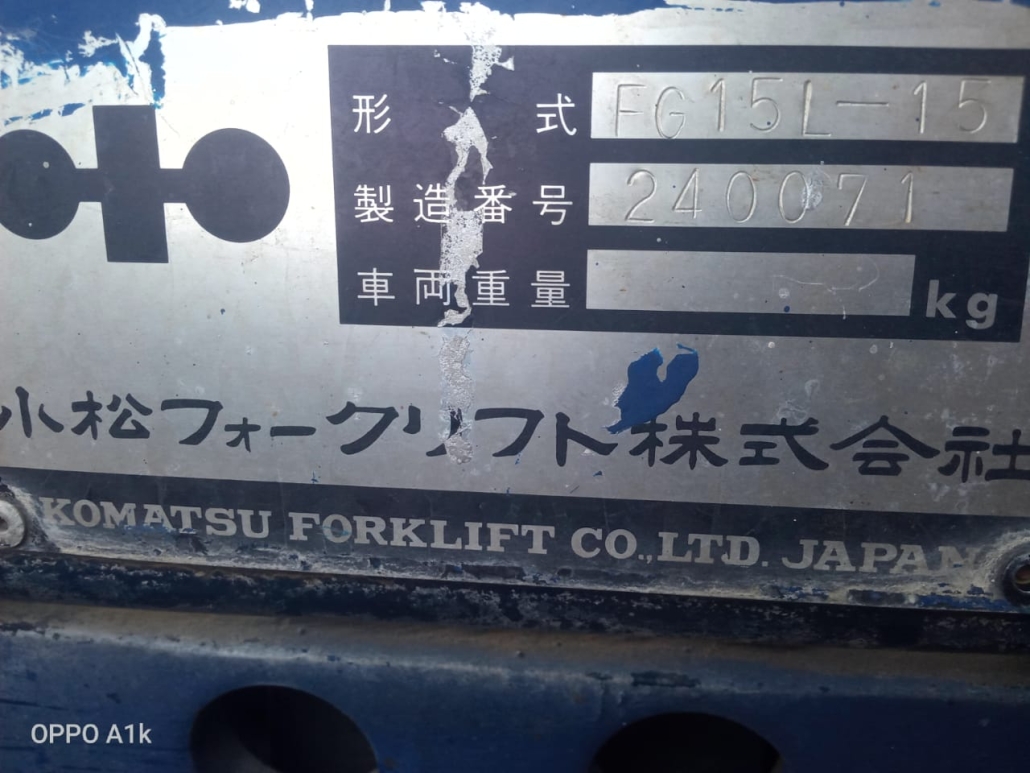 形式 FG15L-15
製造番号 240071
車両重量 kg
小松フォークリフト株式会社
KOMATSU FORKLIFT CO.,LTD. JAPAN
OPPO A1k